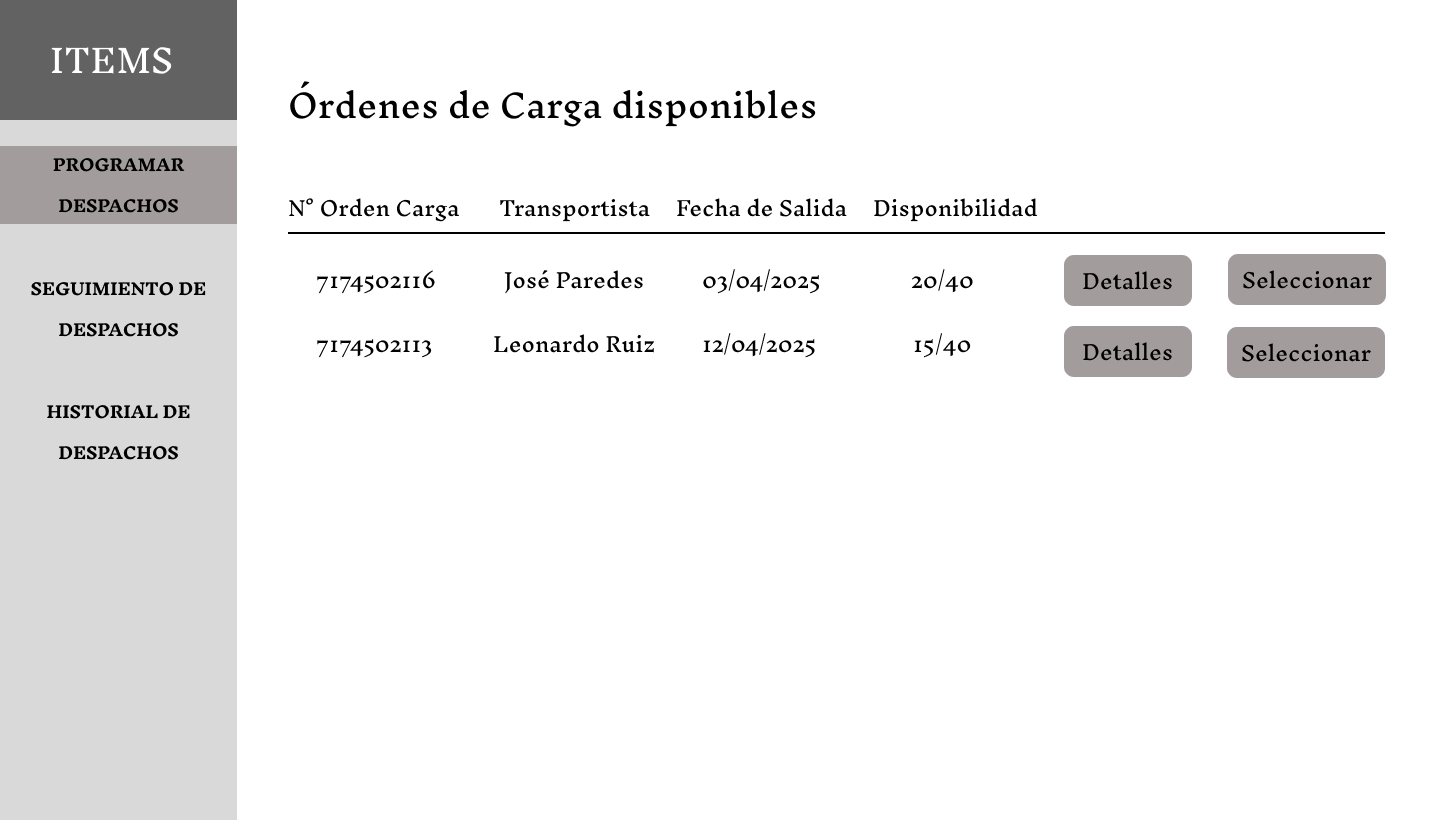 ITEMS
PROGRAMAR
DESPACHOS
SEGUIMIENTO DE
DESPACHOS
HISTORIAL DE
DESPACHOS
Órdenes de Carga disponibles
N° Orden Carga Transportista Fecha de Salida Disponibilidad
7174502116 José Paredes 03/04/2025 20/40 Detalles Seleccionar
7174502113 Leonardo Ruiz 12/04/2025 15/40 Detalles Seleccionar